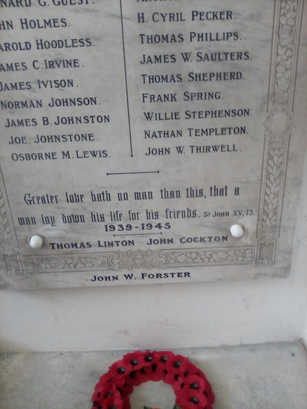 H. CYRIL PECKER.
HOLMES.
THOMAS PHILLIPS.
HOODLESS.
JAMES W. SAULTERS.
JAMES C. IRVINE.
THOMAS SHEPHERD.
JAMES IVISON.
FRANK SPRING.
NORMAN JOHNSON.
WILLIE STEPHENSON.
JAMES B. JOHNSTON
NATHAN TEMPLETON.
JOE. JOHNSTONE.
JOHN W. THIRWELL.
OSBORNE M. LEWIS.
Greater love hath no man than this, that a
man lay down his life for his friends. ST JOHN XV, 13.
1939-1945
THOMAS LINTON - JOHN COCKTON
JOHN W. FORSTER